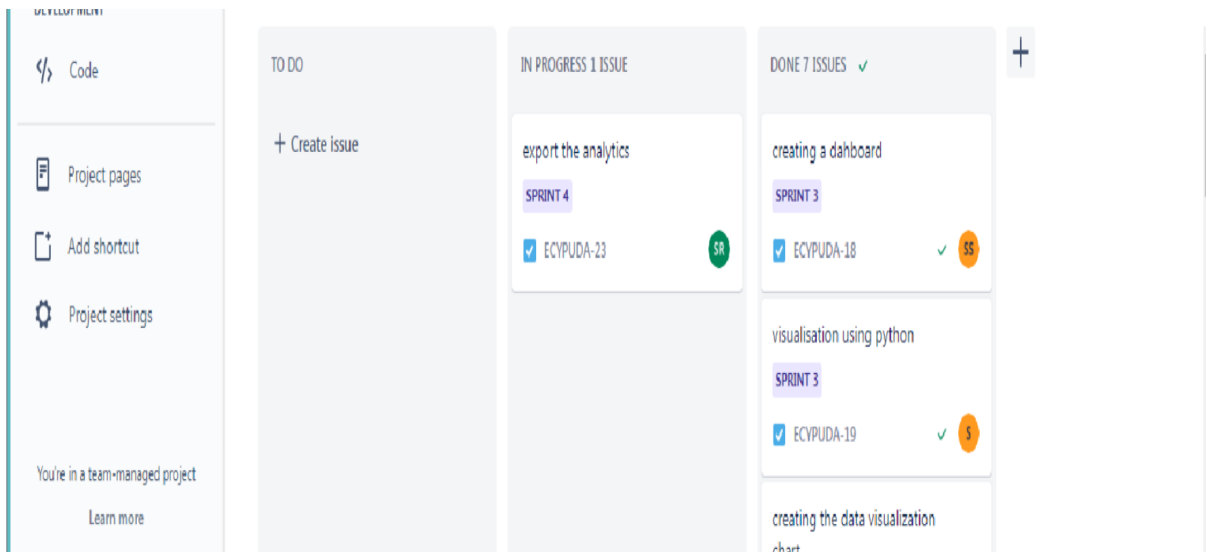 DEVELOPMENT
Code
Project pages
Add shortcut
Project settings
You're in a team-managed project
Learn more
TO DO
+ Create issue
IN PROGRESS 1 ISSUE
export the analytics
SPRINT 4
ECYPUDA-23
SR
DONE 7 ISSUES
creating a dahboard
SPRINT 3
ECYPUDA-18
SS
visualisation using python
SPRINT 3
ECYPUDA-19
S
creating the data visualization
chart